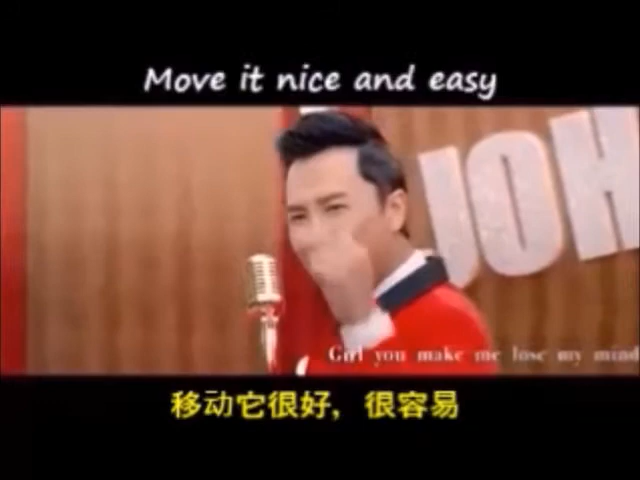 Move it nice and easy
JOH
Girl you make me lose my mind
移动它很好，很容易